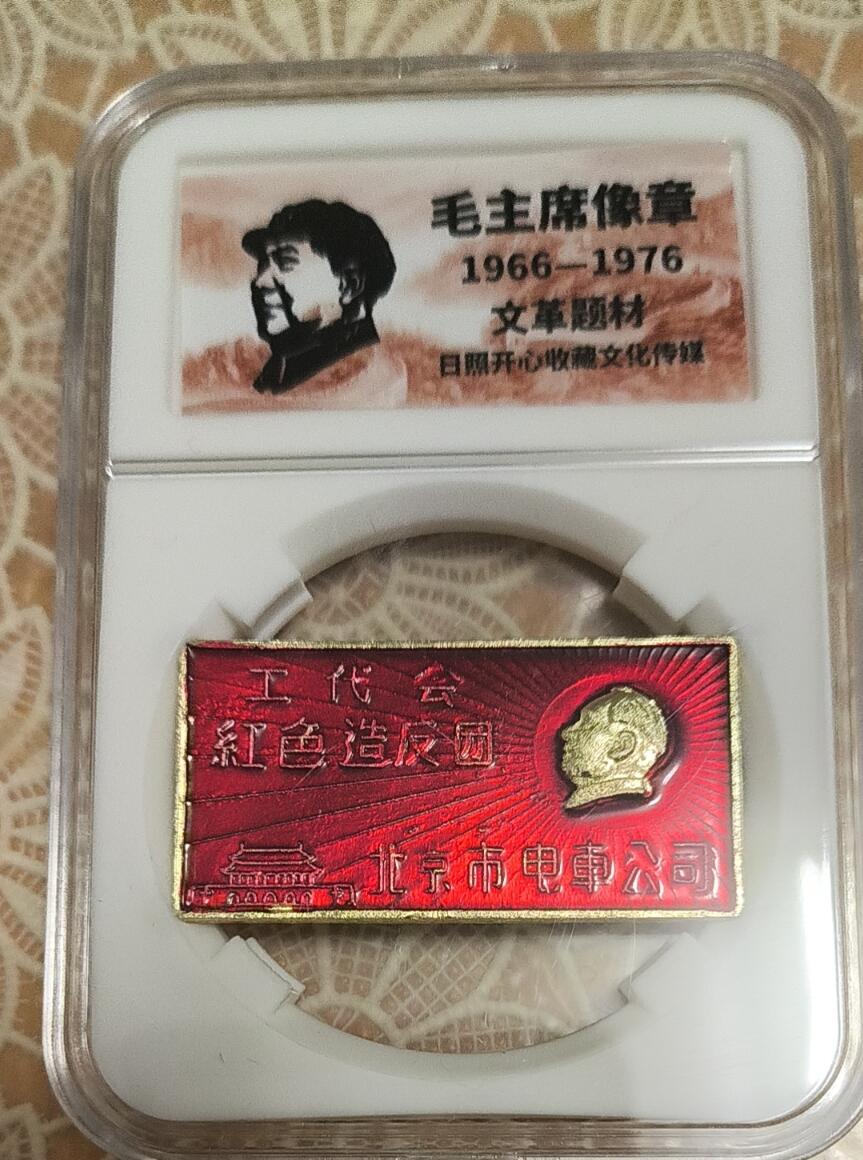 毛主席像章
1966—1976
文革题材
日照开心收藏文化传媒
工代会
紅色造反团
北京市电車公司